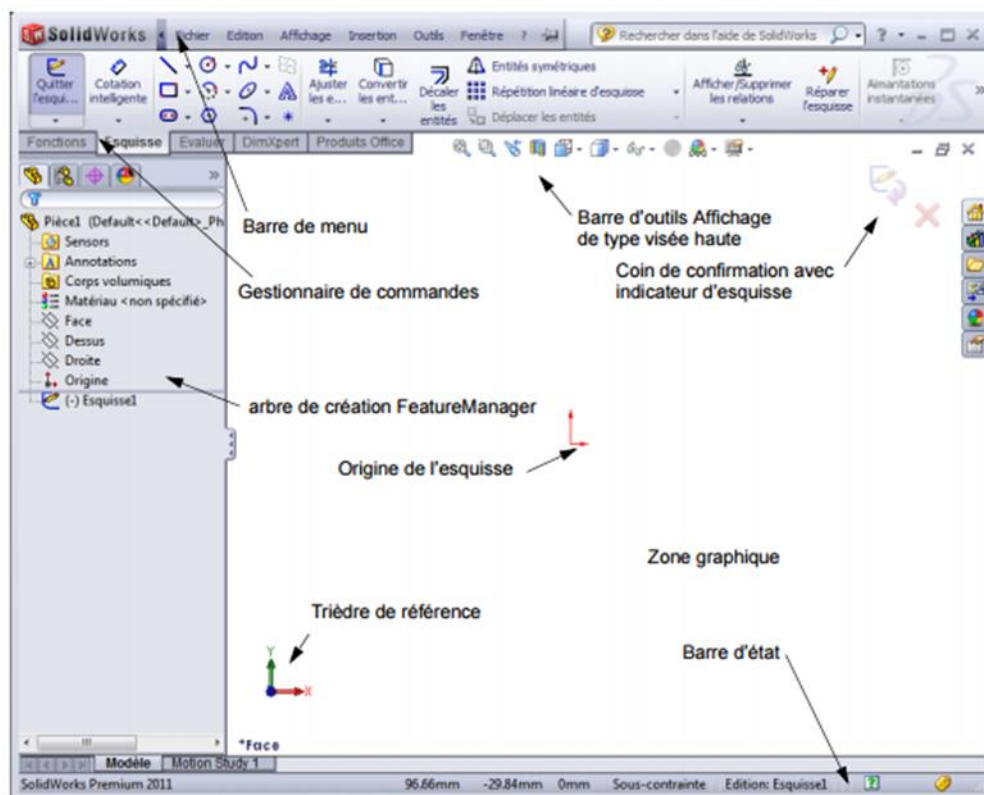 SolidWorks
Fichier Edition Affichage Insertion Outils Fenêtre ?
Rechercher dans l'aide de SolidWorks
?
Quitter l'esqui...
Cotation intelligente
Ajuster les e...
Convertir les ent...
Décaler les entités
Entités symétriques
Répétition linéaire d'esquisse
Déplacer les entités
Afficher/Supprimer les relations
Réparer l'esquisse
Aimantations instantanées
Fonctions Esquisse Evaluer DimXpert Produits Office
Pièce1 (Default<<Default>_Ph
Sensors
Annotations
Corps volumiques
Matériau <non spécifié>
Face
Dessus
Droite
Origine
(-) Esquisse1
Barre de menu
Barre d'outils Affichage
de type visée haute
Coin de confirmation avec
indicateur d'esquisse
Gestionnaire de commandes
arbre de création FeatureManager
Origine de l'esquisse
Zone graphique
Trièdre de référence
Barre d'état
Y
X
*Face
Modèle Motion Study 1
SolidWorks Premium 2011 96.66mm -29.84mm 0mm Sous-contrainte Edition: Esquisse1 ?